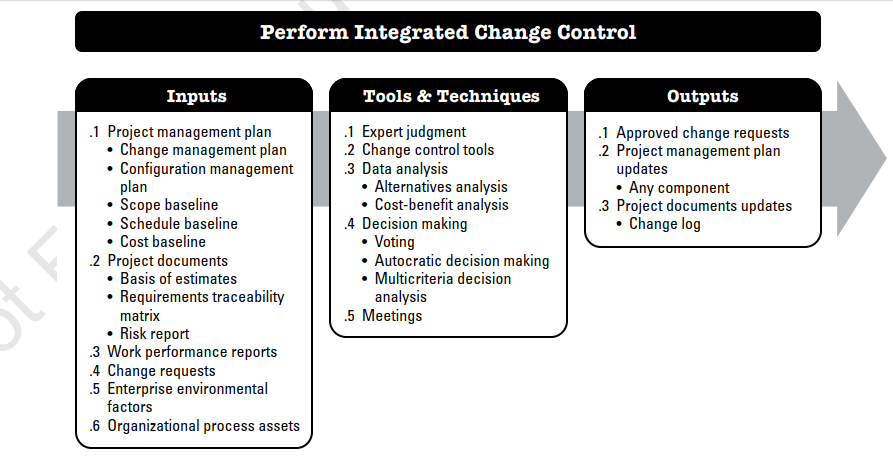 Perform Integrated Change Control
Inputs
.1 Project management plan
• Change management plan
• Configuration management
plan
• Scope baseline
• Schedule baseline
• Cost baseline
.2 Project documents
• Basis of estimates
• Requirements traceability
matrix
• Risk report
.3 Work performance reports
.4 Change requests
.5 Enterprise environmental
factors
.6 Organizational process assets
Tools & Techniques
.1 Expert judgment
.2 Change control tools
.3 Data analysis
• Alternatives analysis
• Cost-benefit analysis
.4 Decision making
• Voting
• Autocratic decision making
• Multicriteria decision
analysis
.5 Meetings
Outputs
.1 Approved change requests
.2 Project management plan
updates
• Any component
.3 Project documents updates
• Change log